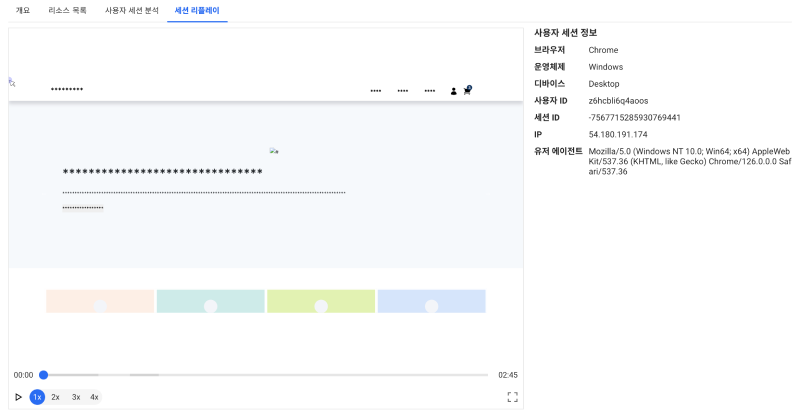 개요 리소스 목록 사용자 세션 분석 세션 리플레이
사용자 세션 정보
브라우저 Chrome
운영체제 Windows
디바이스 Desktop
사용자 ID z6hcbli6q4aoos
세션 ID -7567715285930769441
IP 54.180.191.174
유저 에이전트 Mozilla/5.0 (Windows NT 10.0; Win64; x64) AppleWeb
Kit/537.36 (KHTML, like Gecko) Chrome/126.0.0.0 Saf
ari/537.36
00:00 02:45
1x 2x 3x 4x